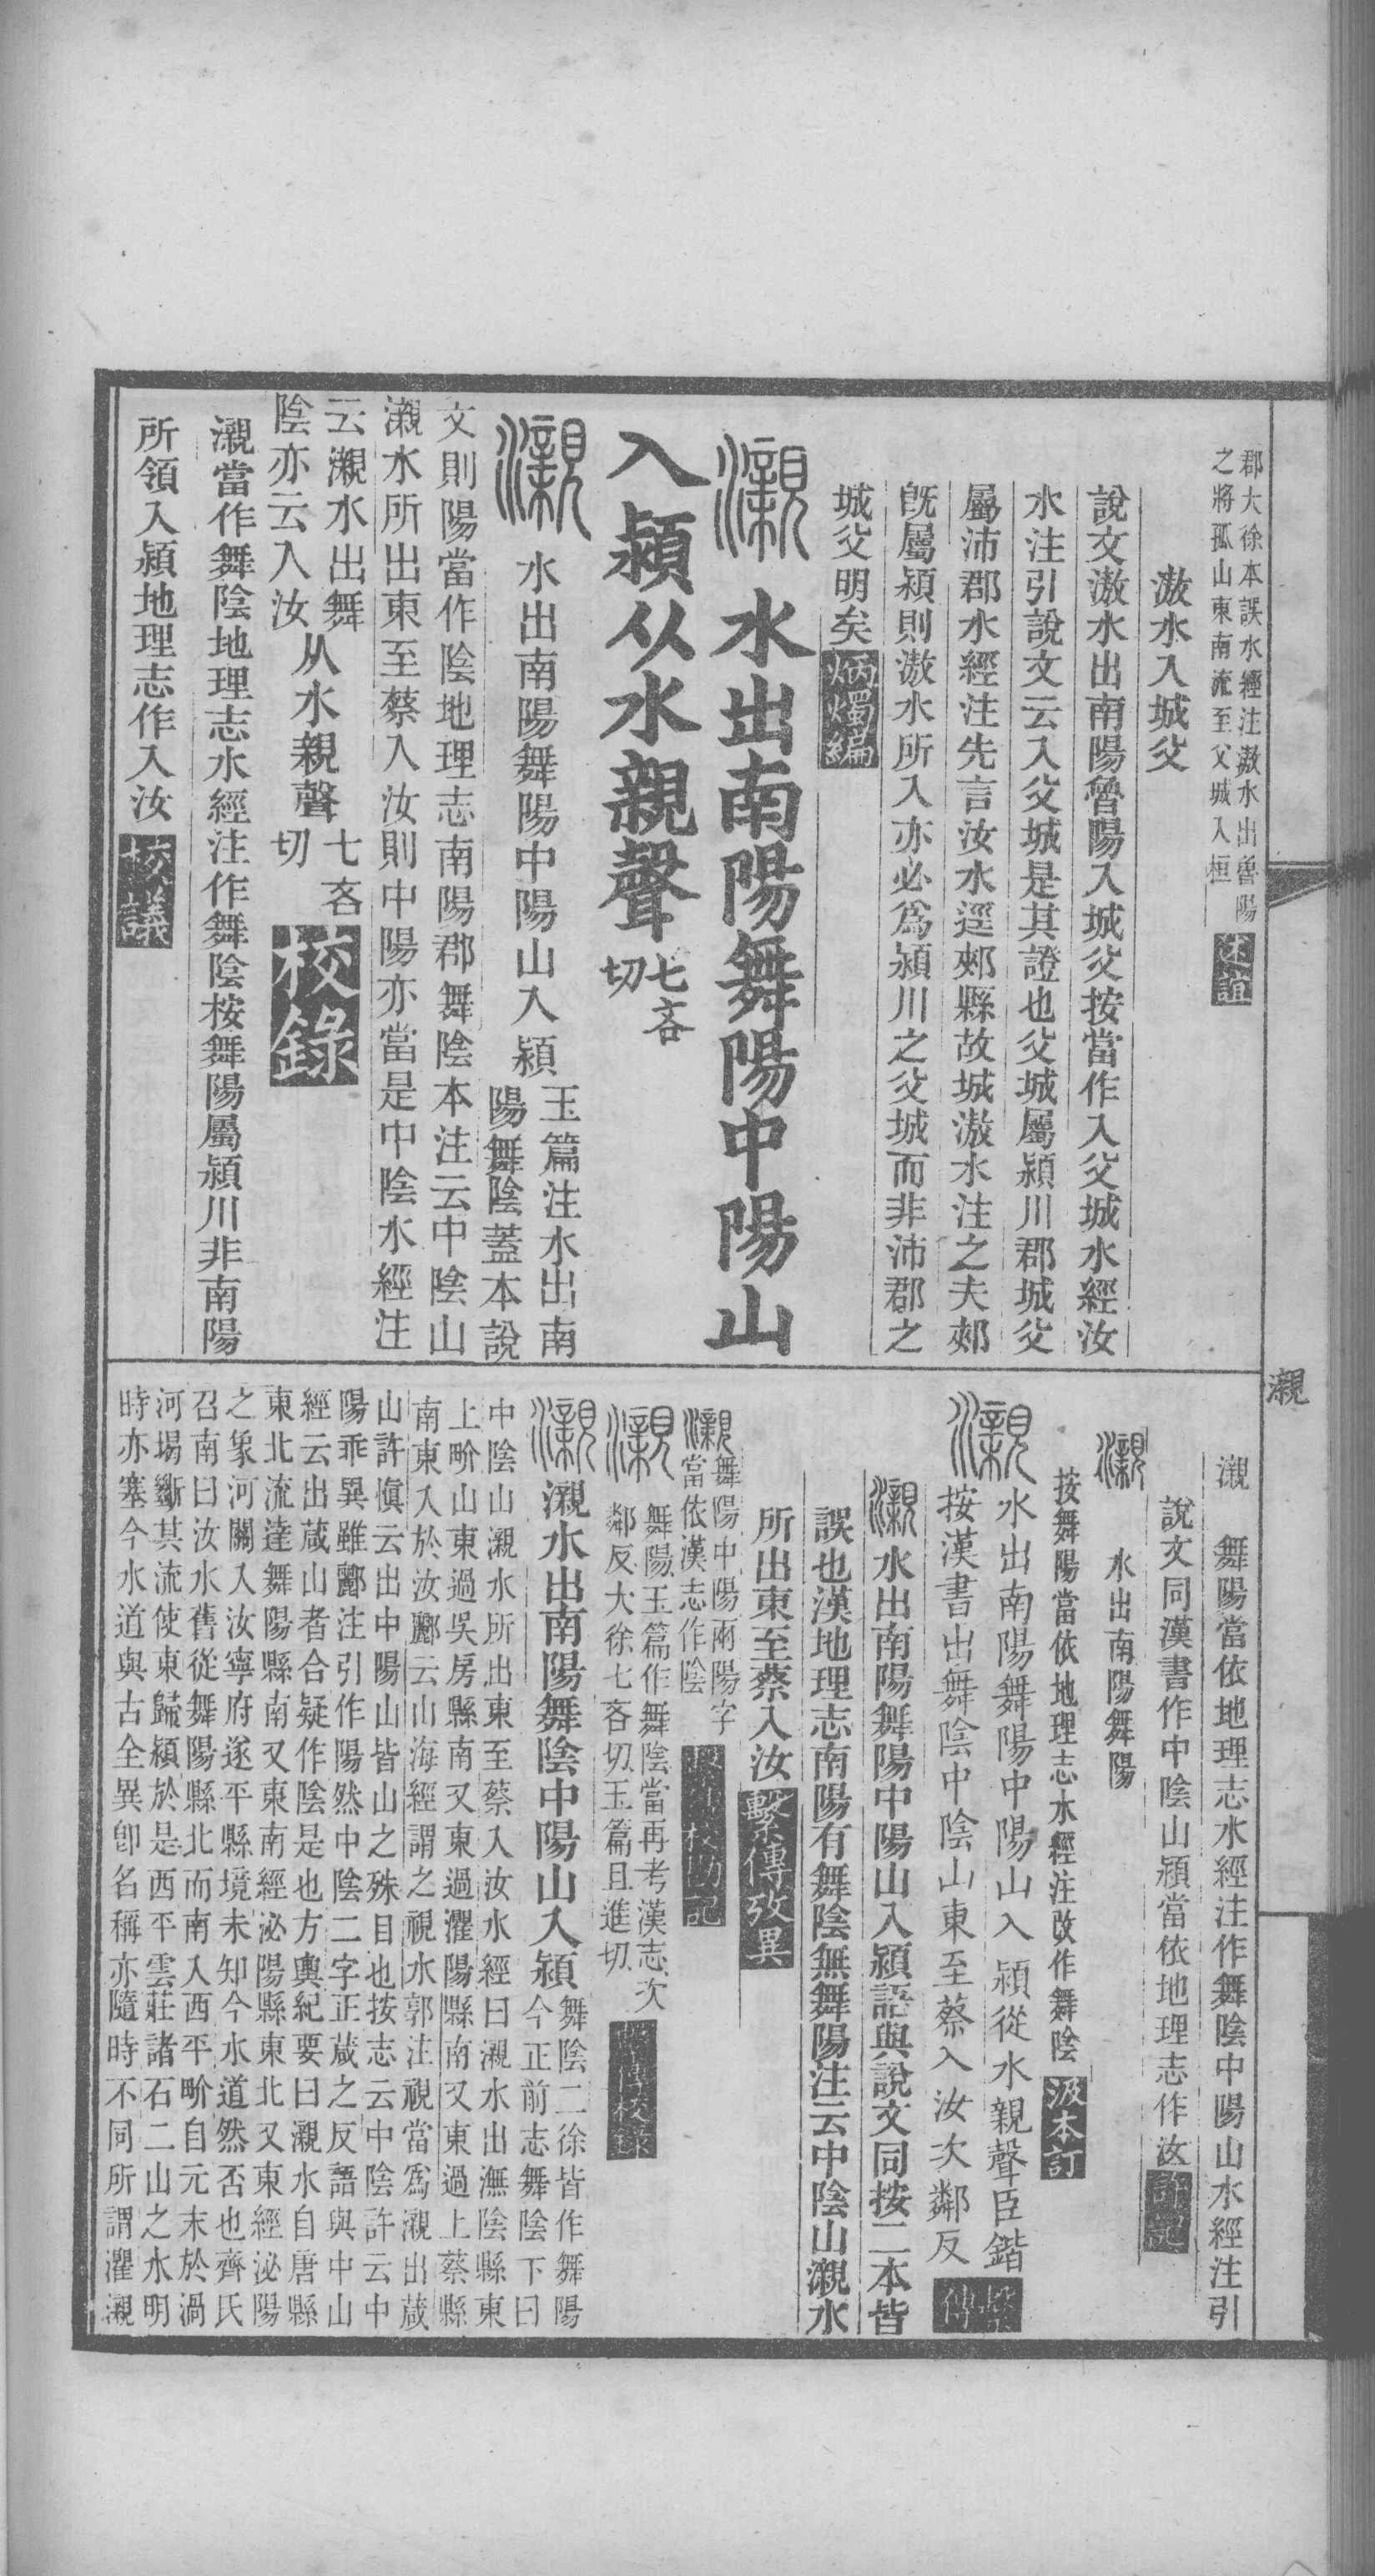 郡大徐本誤水經注滶水出魯陽
之將孤山東南流至父城入桓 述誼
滶水入城父
說文滶水出南陽魯陽入城父按當作入父城水經汝
水注引說文云入父城是其證也父城屬潁川郡城父
屬沛郡水經注先言汝水逕郟縣故城滶水注之夫郟
旣屬潁則滶水所入亦必爲潁川之父城而非沛郡之
城父明矣 炳燭編
瀙 水出南陽舞陽中陽山
入潁从水親聲 七吝
切
瀙 水出南陽舞陽中陽山入潁 玉篇注水出南
陽舞陰蓋本說
文則陽當作陰地理志南陽郡舞陰本注云中陰山
瀙水所出東至蔡入汝則中陽亦當是中陰水經注
云瀙水出舞
陰亦云入汝 从水親聲 七吝
切 校錄
瀙當作舞陰地理志水經注作舞陰按舞陽屬潁川非南陽
所領入潁地理志作入汝 校議
瀙
瀙 舞陽當依地理志水經注作舞陰中陽山水經注引
說文同漢書作中陰山潁當依地理志作汝 許記
瀙 水出南陽舞陽
按舞陽當依地理志水經注改作舞陰 汲本訂
瀙 水出南陽舞陽中陽山入潁從水親聲臣鍇
按漢書出舞陰中陰山東至蔡入汝次鄰反 繫傳
瀙水出南陽舞陽中陽山入潁語與說文同按二本皆
誤也漢地理志南陽有舞陰無舞陽注云中陰山瀙水
所出東至蔡入汝 繫傳攷異
瀙 舞陽中陽兩陽字
當依漢志作陰 校勘記
瀙 舞陽玉篇作舞陰當再考漢志次
鄰反大徐七吝切玉篇且進切 繫傳校錄
瀙 瀙水出南陽舞陰中陽山入潁 舞陰二徐皆作舞陽
今正前志舞陰下曰
中陰山瀙水所出東至蔡入汝水經曰瀙水出潕陰縣東
上畍山東過吳房縣南又東過灈陽縣南又東過上蔡縣
南東入於汝酈云山海經謂之視水郭注視當爲瀙出葴
山許愼云出中陽山皆山之殊目也按志云中陰許云中
陽乖異雖酈注引作陽然中陰二字正葴之反語與中山
經云出葴山者合疑作陰是也方輿紀要曰瀙水自唐縣
東北流逹舞陽縣南又東南經泌陽縣東北又東經泌陽
之象河關入汝寧府遂平縣境未知今水道然否也齊氏
召南曰汝水舊從舞陽縣北而南入西平畍自元末於渦
河堨斷其流使東歸潁於是西平雲莊諸石二山之水明
時亦塞今水道與古全異卽名稱亦隨時不同所謂灈瀙